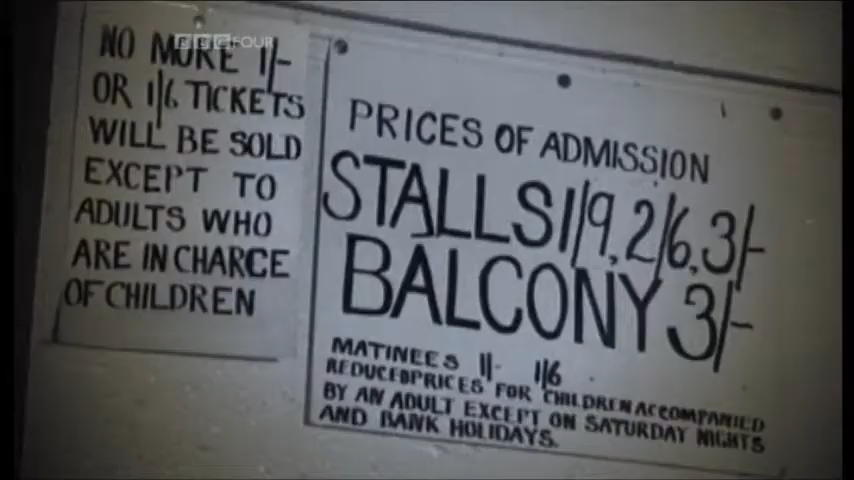 BBC FOUR
NO MORE 1/-
OR 1/6 TICKETS
WILL BE SOLD
EXCEPT TO
ADULTS WHO
ARE IN CHARGE
OF CHILDREN
PRICES OF ADMISSION
STALLS 1/9, 2/6, 3/-
BALCONY 3/-
MATINEES 1/- 1/6
REDUCED PRICES FOR CHILDREN ACCOMPANIED
BY AN ADULT EXCEPT ON SATURDAY NIGHTS
AND BANK HOLIDAYS.